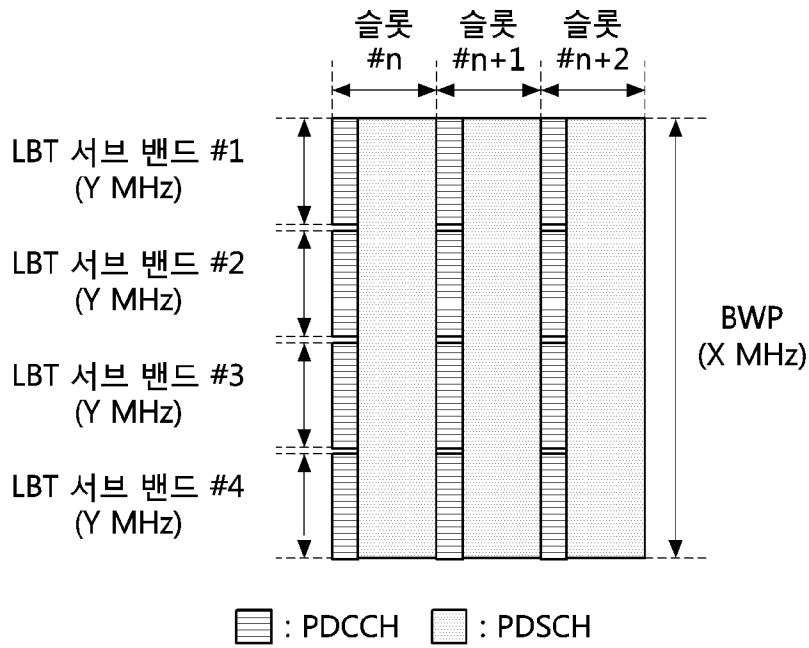 슬롯 #n
슬롯 #n+1
슬롯 #n+2
LBT 서브 밴드 #1
(Y MHz)
LBT 서브 밴드 #2
(Y MHz)
LBT 서브 밴드 #3
(Y MHz)
LBT 서브 밴드 #4
(Y MHz)
BWP
(X MHz)
: PDCCH
: PDSCH